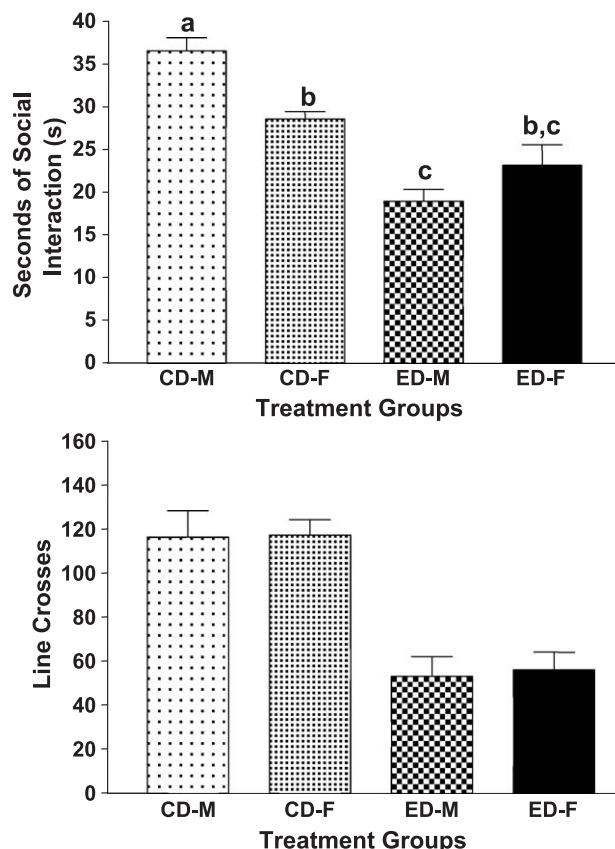 Seconds of Social
Interaction (s)
40
35
30
25
20
15
10
5
0
a
b
c
b,c
CD-M CD-F ED-M ED-F
Treatment Groups
Line Crosses
160
140
120
100
80
60
40
20
0
CD-M CD-F ED-M ED-F
Treatment Groups